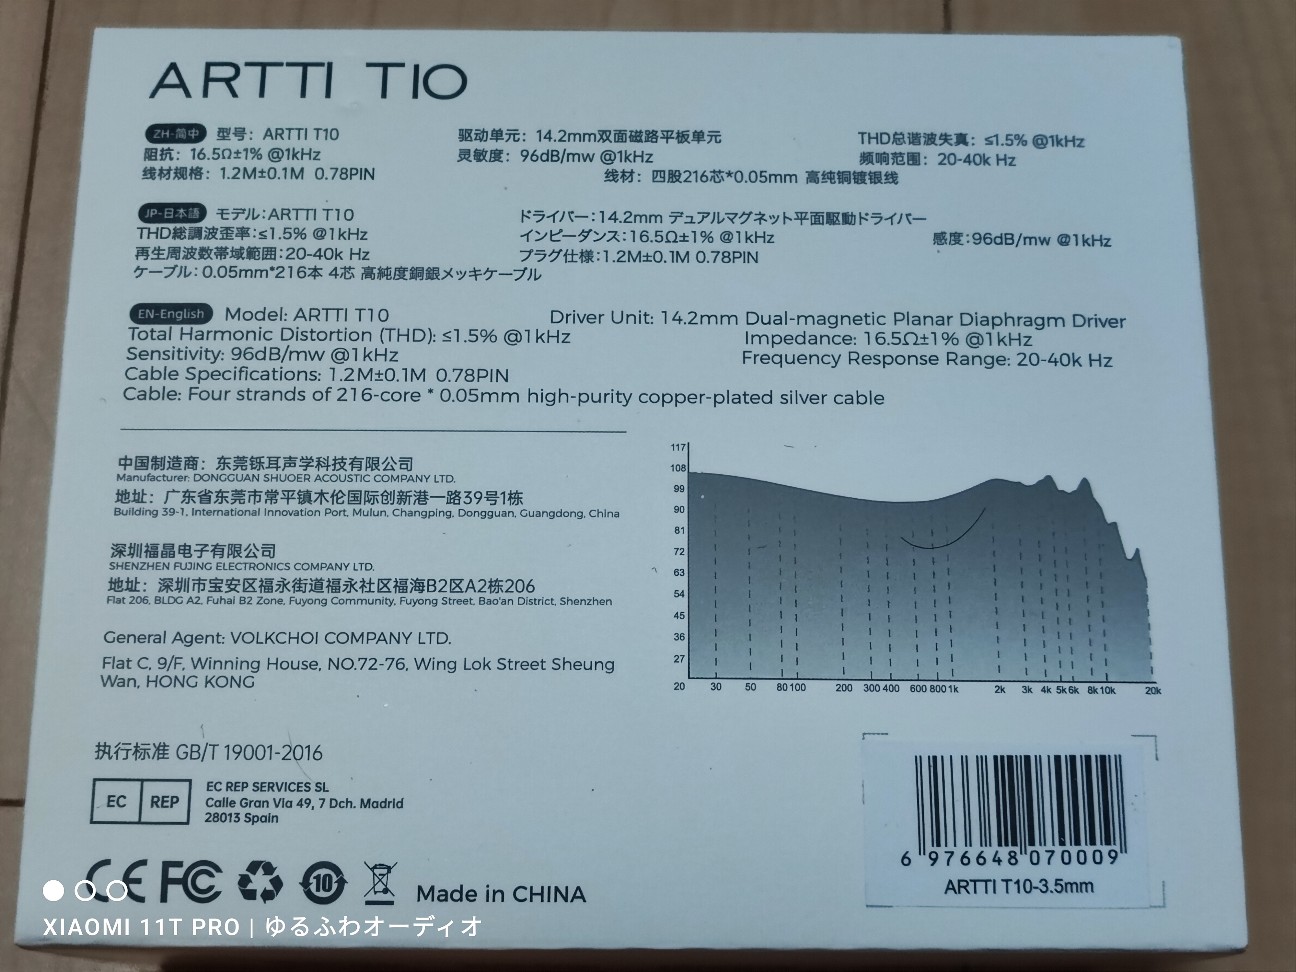 ARTTI T10
ZH-简中 型号：ARTTI T10 驱动单元：14.2mm双面磁路平板单元 THD总谐波失真：≤1.5% @1kHz
阻抗：16.5Ω±1% @1kHz 灵敏度：96dB/mw @1kHz 频响范围：20-40k Hz
线材规格：1.2M±0.1M 0.78PIN 线材：四股216芯*0.05mm 高纯铜镀银线
JP-日本語 モデル：ARTTI T10 ドライバー：14.2mm デュアルマグネット平面駆動ドライバー
THD総調波歪率：≤1.5% @1kHz インピーダンス：16.5Ω±1% @1kHz 感度：96dB/mw @1kHz
再生周波数帯域範囲：20-40k Hz プラグ仕様：1.2M±0.1M 0.78PIN
ケーブル：0.05mm*216本 4芯 高純度銅銀メッキケーブル
EN-English Model: ARTTI T10 Driver Unit: 14.2mm Dual-magnetic Planar Diaphragm Driver
Total Harmonic Distortion (THD): ≤1.5% @1kHz Impedance: 16.5Ω±1% @1kHz
Sensitivity: 96dB/mw @1kHz Frequency Response Range: 20-40k Hz
Cable Specifications: 1.2M±0.1M 0.78PIN
Cable: Four strands of 216-core * 0.05mm high-purity copper-plated silver cable
中国制造商：东莞铄耳声学科技有限公司
Manufacturer: DONGGUAN SHUOER ACOUSTIC COMPANY LTD.
地址：广东省东莞市常平镇木伦国际创新港一路39号1栋
Building 39-1, International Innovation Port, Mulun, Changping, Dongguan, Guangdong, China
深圳福晶电子有限公司
SHENZHEN FUJING ELECTRONICS COMPANY LTD.
地址：深圳市宝安区福永街道福永社区福海B2区A2栋206
Flat 206, BLDG A2, Fuhai B2 Zone, Fuyong Community, Fuyong Street, Bao'an District, Shenzhen
General Agent: VOLKCHOI COMPANY LTD.
Flat C, 9/F, Winning House, NO.72-76, Wing Lok Street Sheung
Wan, HONG KONG
117
108
99
90
81
72
63
54
45
36
27
20 30 50 80 100 200 300 400 600 800 1k 2k 3k 4k 5k 6k 8k 10k 20k
执行标准 GB/T 19001-2016
EC REP
EC REP SERVICES SL
Calle Gran Via 49, 7 Dch. Madrid
28013 Spain
CE FC 10 Made in CHINA
6 976648 070009
ARTTI T10-3.5mm
XIAOMI 11T PRO | ゆるふわオーディオ